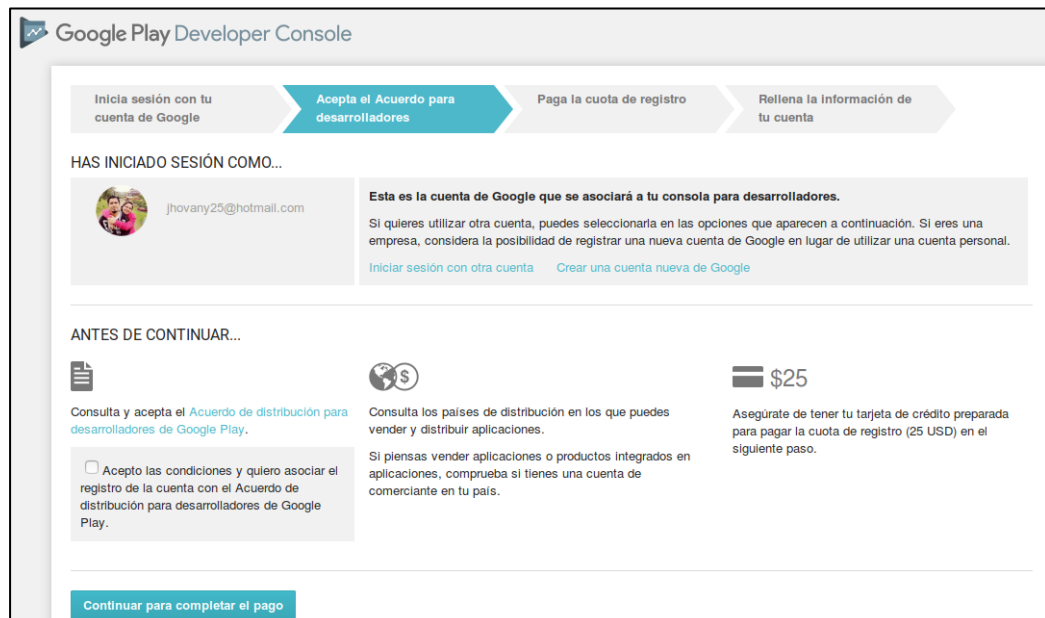 Google Play Developer Console
Inicia sesión con tu
cuenta de Google
Acepta el Acuerdo para
desarrolladores
Paga la cuota de registro
Rellena la información de
tu cuenta
HAS INICIADO SESIÓN COMO...
jhovany25@hotmail.com
Esta es la cuenta de Google que se asociará a tu consola para desarrolladores.
Si quieres utilizar otra cuenta, puedes seleccionarla en las opciones que aparecen a continuación. Si eres una
empresa, considera la posibilidad de registrar una nueva cuenta de Google en lugar de utilizar una cuenta personal.
Iniciar sesión con otra cuenta Crear una cuenta nueva de Google
ANTES DE CONTINUAR...
Consulta y acepta el Acuerdo de distribución para
desarrolladores de Google Play.
Acepto las condiciones y quiero asociar el
registro de la cuenta con el Acuerdo de
distribución para desarrolladores de Google
Play.
$
Consulta los países de distribución en los que puedes
vender y distribuir aplicaciones.
Si piensas vender aplicaciones o productos integrados en
aplicaciones, comprueba si tienes una cuenta de
comerciante en tu país.
$25
Asegúrate de tener tu tarjeta de crédito preparada
para pagar la cuota de registro (25 USD) en el
siguiente paso.
Continuar para completar el pago